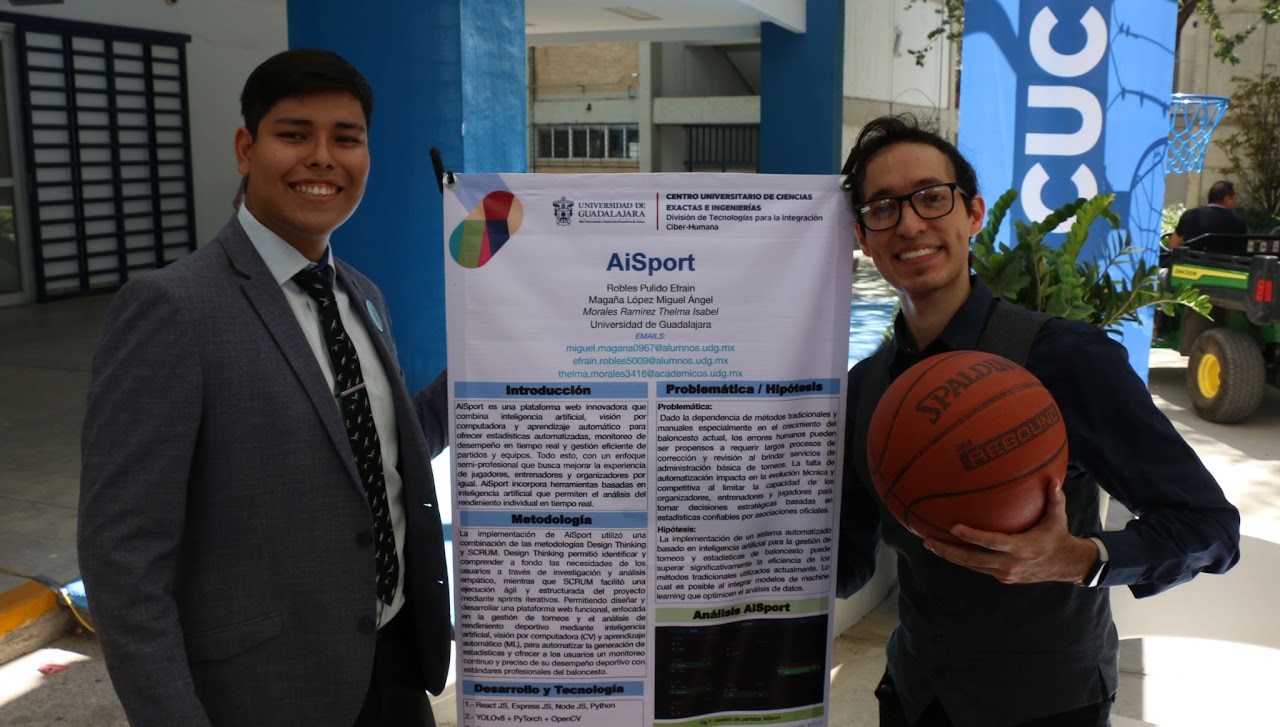 UNIVERSIDAD DE
GUADALAJARA
CENTRO UNIVERSITARIO DE CIENCIAS
EXACTAS E INGENIERÍAS
División de Tecnologías para la Integración
Ciber-Humana
AiSport
Robles Pulido Efrain
Magaña López Miguel Ángel
Morales Ramirez Thelma Isabel
Universidad de Guadalajara
EMAILS:
miguel.magana0967@alumnos.udg.mx
efrain.robles5009@alumnos.udg.mx
thelma.morales3416@academicos.udg.mx
Introducción
AiSport es una plataforma web innovadora que
combina inteligencia artificial, visión por
computadora y aprendizaje automático para
ofrecer estadísticas automatizadas, monitoreo de
desempeño en tiempo real y gestión eficiente de
partidos y equipos. Todo esto, con un enfoque
semi-profesional que busca mejorar la experiencia
de jugadores, entrenadores y organizadores por
igual. AiSport incorpora herramientas basadas en
inteligencia artificial que permiten el análisis del
rendimiento individual en tiempo real.
Metodología
La implementación de AiSport utilizó una
combinación de las metodologías Design Thinking
y SCRUM. Design Thinking permitió identificar y
comprender a fondo las necesidades de los
usuarios a través de investigación y análisis
empático, mientras que SCRUM facilitó una
ejecución ágil y estructurada del proyecto
mediante sprints iterativos. Permitiendo diseñar y
desarrollar una plataforma web funcional, enfocada
en la gestión de torneos y el análisis de
rendimiento deportivo mediante inteligencia
artificial, visión por computadora (CV) y aprendizaje
automático (ML), para automatizar la generación de
estadísticas y ofrecer a los usuarios un monitoreo
continuo y preciso de su desempeño deportivo con
estándares profesionales del baloncesto.
Desarrollo y Tecnología
1.- React JS, Express JS, Node JS, Python
2.- YOLOv8 + PyTorch + OpenCV
Problemática / Hipótesis
Problemática:
Dado la dependencia de métodos tradicionales y
manuales especialmente en el crecimiento del
baloncesto actual, los errores humanos pueden
ser propensos a requerir largos procesos de
corrección y revisión al brindar servicios de
administración básica de torneos. La falta de
automatización impacta en la evolución técnica y
competitiva al limitar la capacidad de los
organizadores, entrenadores y jugadores para
tomar decisiones estratégicas basadas en
estadísticas confiables por asociaciones oficiales.
Hipótesis:
La implementación de un sistema automatizado
basado en inteligencia artificial para la gestión de
torneos y estadísticas de baloncesto puede
superar significativamente la eficiencia de los
métodos tradicionales utilizados actualmente. Lo
cual es posible al integrar modelos de machine
learning que optimicen el análisis de datos.
Análisis AiSport
Fig 1. Gestión de partidos AiSport
SPALDING
REBOUND
CUC